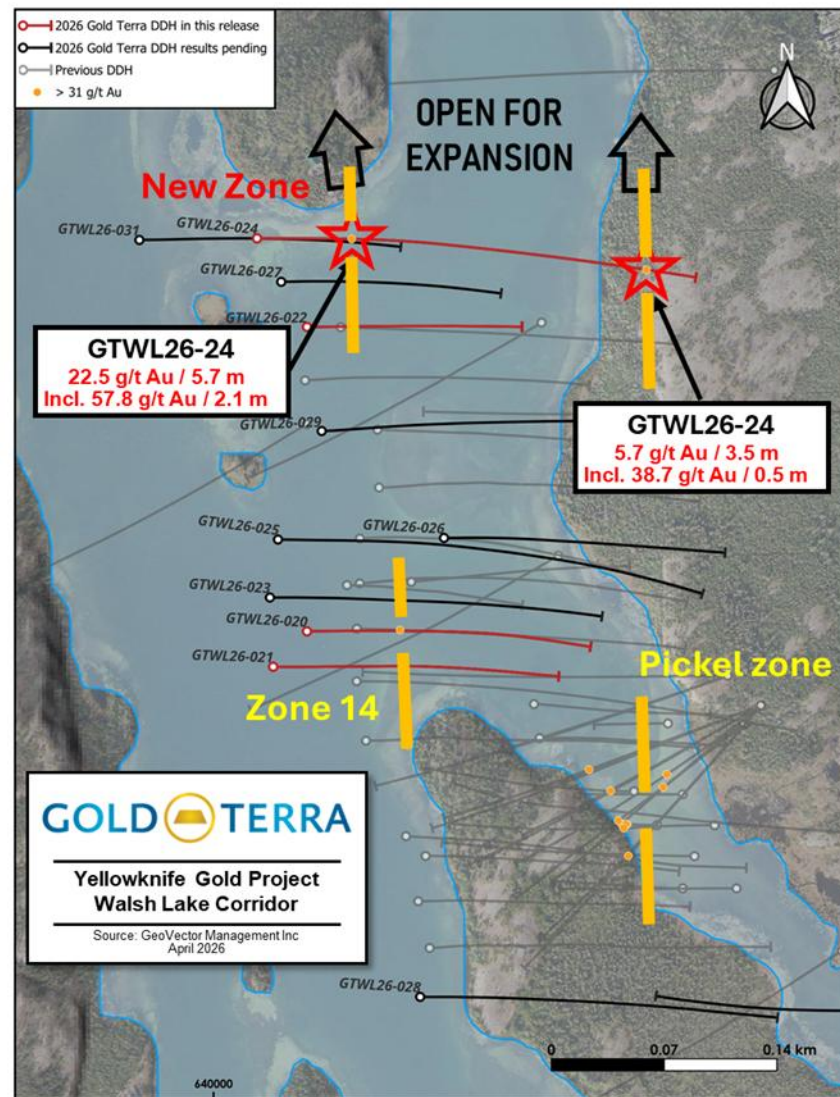 2026 Gold Terra DDH in this release
2026 Gold Terra DDH results pending
Previous DDH
> 31 g/t Au
N
OPEN FOR
EXPANSION
New Zone
GTWL26-031
GTWL26-024
GTWL26-027
GTWL26-022
GTWL26-24
22.5 g/t Au / 5.7 m
Incl. 57.8 g/t Au / 2.1 m
GTWL26-24
5.7 g/t Au / 3.5 m
Incl. 38.7 g/t Au / 0.5 m
GTWL26-029
GTWL26-025
GTWL26-026
GTWL26-023
GTWL26-020
GTWL26-021
Zone 14
Pickel zone
GOLD TERRA
Yellowknife Gold Project
Walsh Lake Corridor
Source: GeoVector Management Inc
April 2026
GTWL26-028
0 0.07 0.14 km
640000